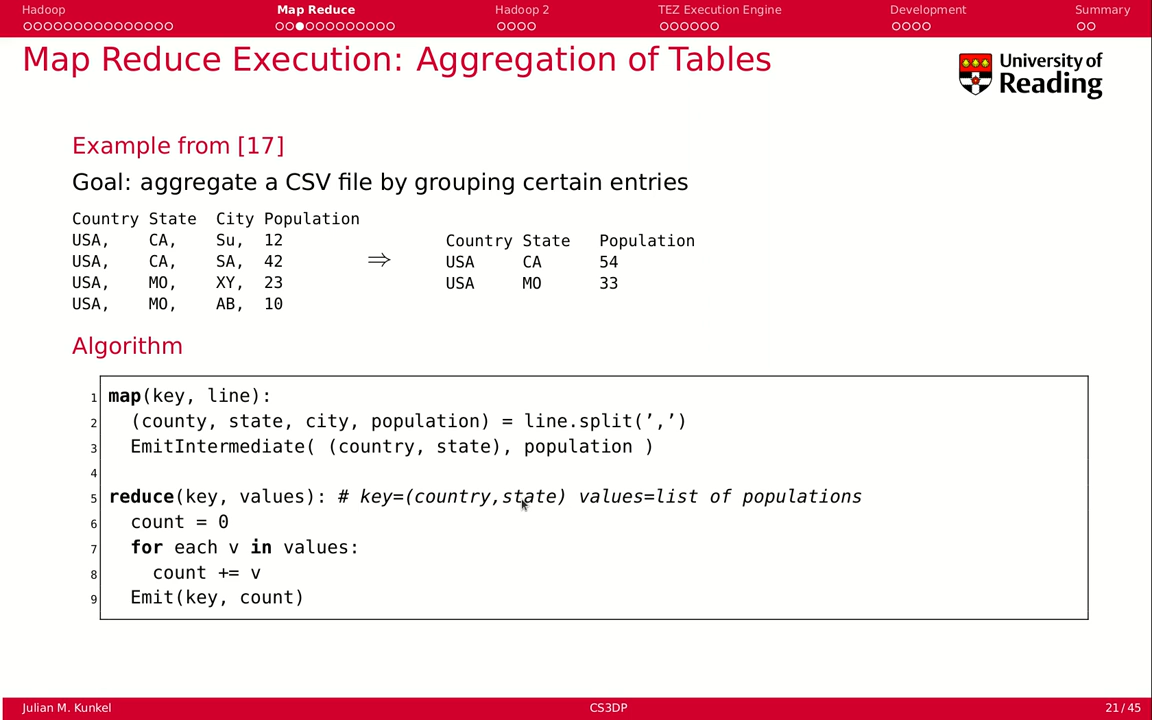 Hadoop Map Reduce Hadoop 2 TEZ Execution Engine Development Summary
Map Reduce Execution: Aggregation of Tables
University of
Reading
Example from [17]
Goal: aggregate a CSV file by grouping certain entries
Country State City Population
USA, CA, Su, 12
USA, CA, SA, 42
USA, MO, XY, 23
USA, MO, AB, 10
⇒
Country State Population
USA CA 54
USA MO 33
Algorithm
1 map(key, line):
2 (county, state, city, population) = line.split(’,’)
3 EmitIntermediate( (country, state), population )
4
5 reduce(key, values): # key=(country,state) values=list of populations
6 count = 0
7 for each v in values:
8 count += v
9 Emit(key, count)
Julian M. Kunkel CS3DP 21/45